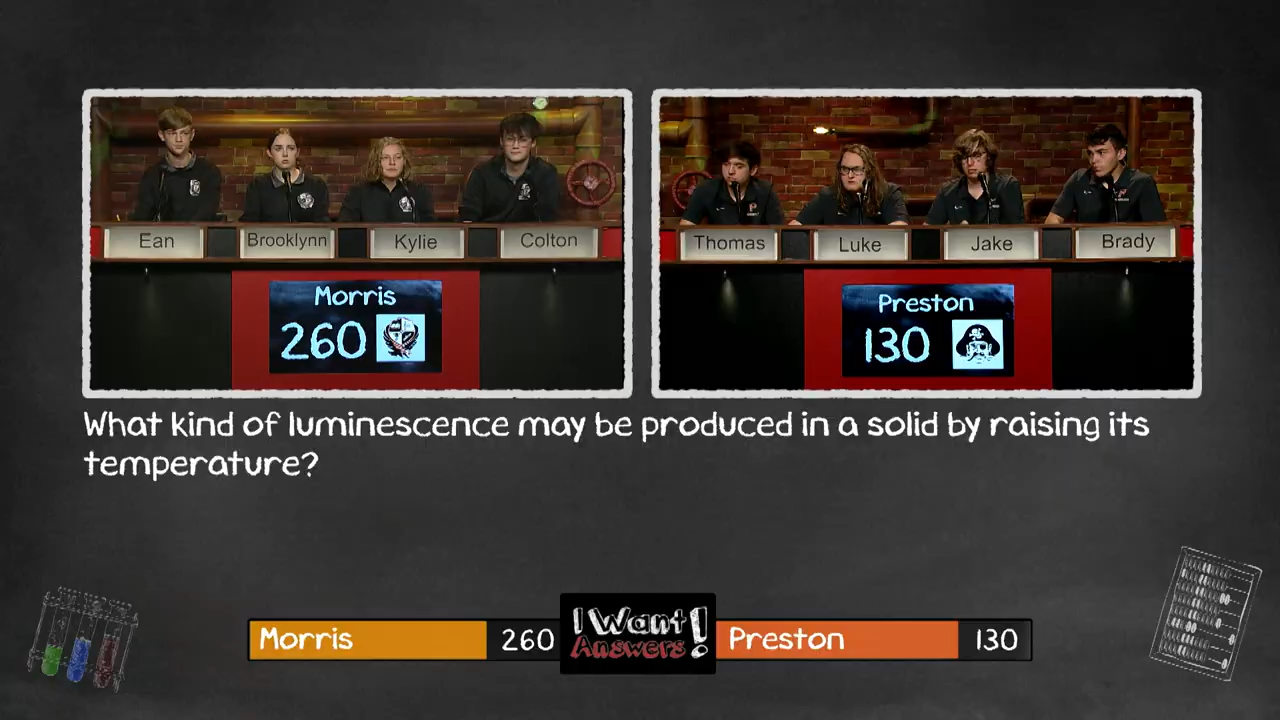 Ean
Brooklynn
Kylie
Colton
Thomas
Luke
Jake
Brady
Morris
260
Preston
130
What kind of luminescence may be produced in a solid by raising its
temperature?
Morris 260
I Want
Answers!
Preston 130